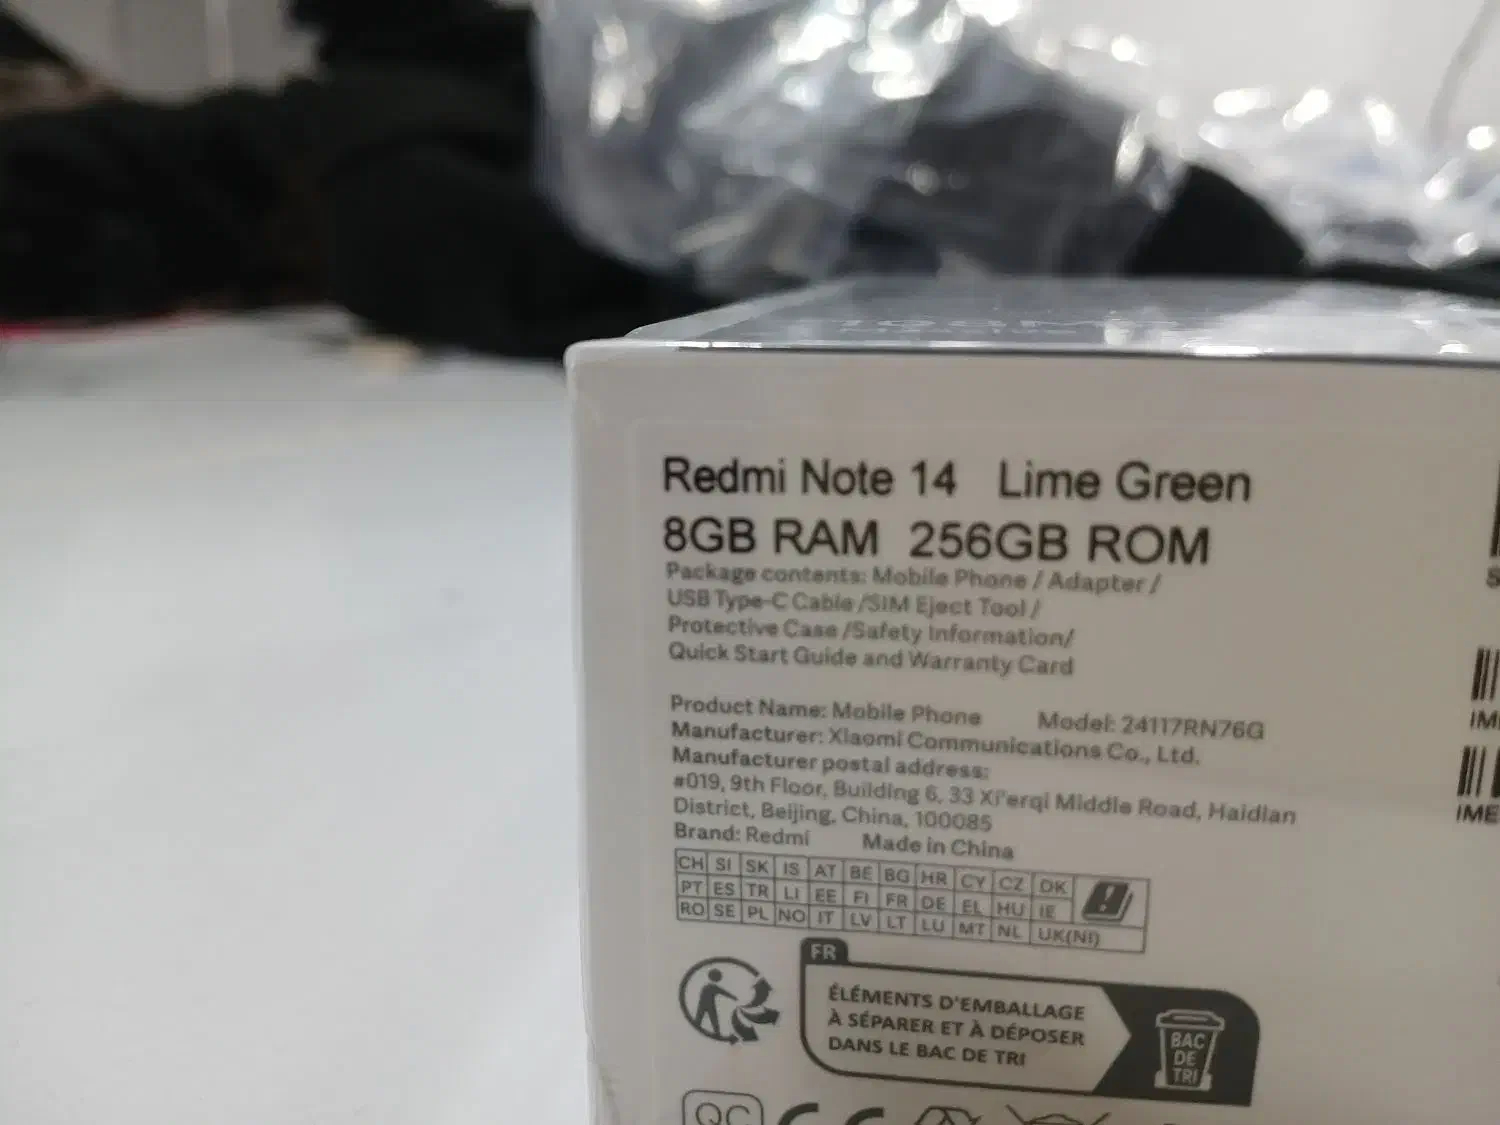 Redmi Note 14 Lime Green
8GB RAM 256GB ROM
Package contents: Mobile Phone / Adapter /
USB Type-C Cable /SIM Eject Tool /
Protective Case /Safety Information/
Quick Start Guide and Warranty Card
Product Name: Mobile Phone Model: 24117RN76G
Manufacturer: Xiaomi Communications Co., Ltd.
Manufacturer postal address:
#019, 9th Floor, Building 6, 33 Xi'erqi Middle Road, Haidian
District, Beijing, China, 100085
Brand: Redmi Made in China
CH SI SK IS AT BE BG HR CY CZ DK
PT ES TR LI EE FI FR DE EL HU IE
RO SE PL NO IT LV LT LU MT NL UK(NI)
FR
ÉLÉMENTS D'EMBALLAGE
À SÉPARER ET À DÉPOSER
DANS LE BAC DE TRI
BAC
DE
TRI
QC
CE